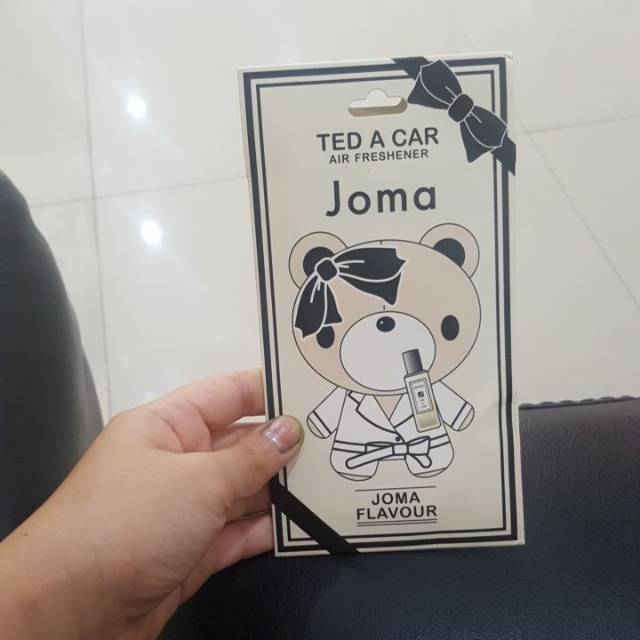 TED A CAR
AIR FRESHENER
Joma
JOMA
FLAVOUR